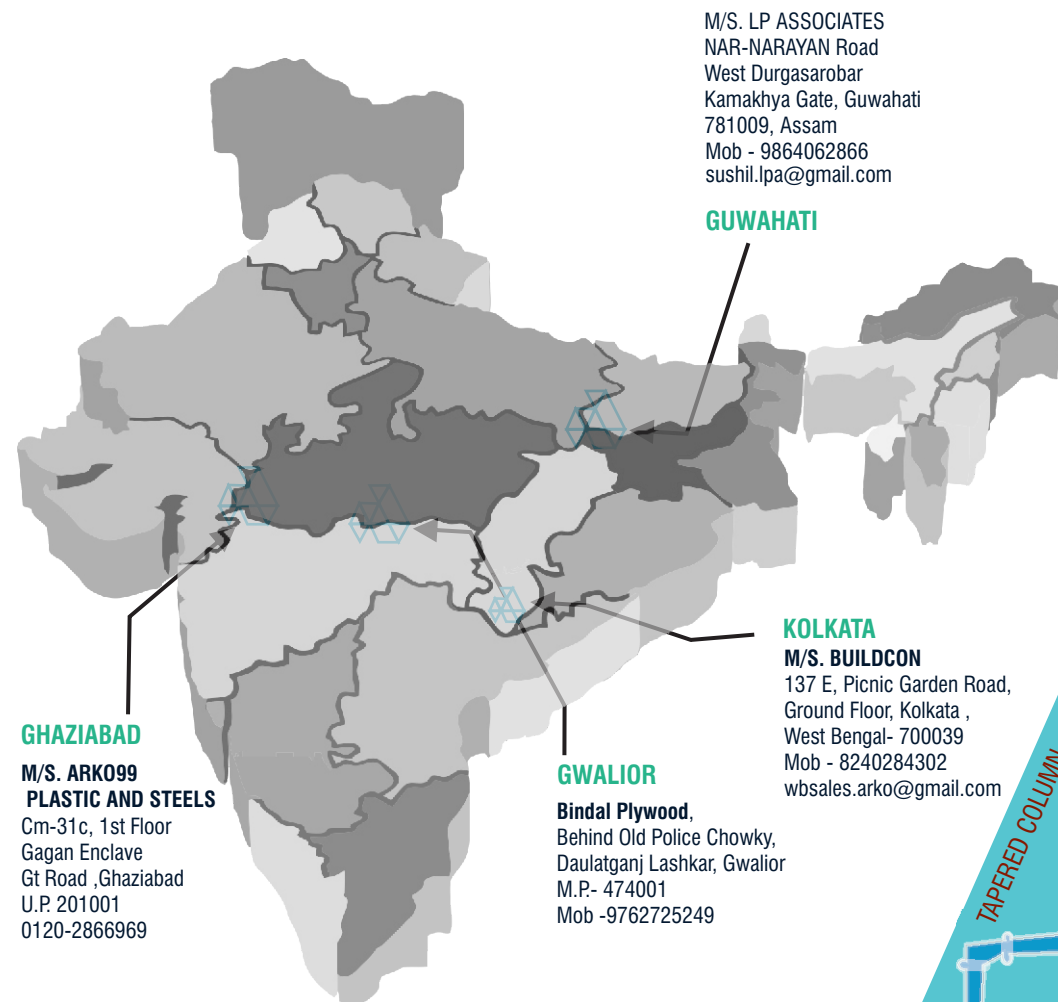 M/S. LP ASSOCIATES
NAR-NARAYAN Road
West Durgasarobar
Kamakhya Gate, Guwahati
781009, Assam
Mob - 9864062866
sushil.lpa@gmail.com
GUWAHATI
KOLKATA
M/S. BUILDCON
137 E, Picnic Garden Road,
Ground Floor, Kolkata ,
West Bengal- 700039
Mob - 8240284302
wbsales.arko@gmail.com
GHAZIABAD
M/S. ARKO99
PLASTIC AND STEELS
Cm-31c, 1st Floor
Gagan Enclave
Gt Road ,Ghaziabad
U.P. 201001
0120-2866969
GWALIOR
Bindal Plywood,
Behind Old Police Chowky,
Daulatganj Lashkar, Gwalior
M.P.- 474001
Mob -9762725249
TAPERED COLUMN